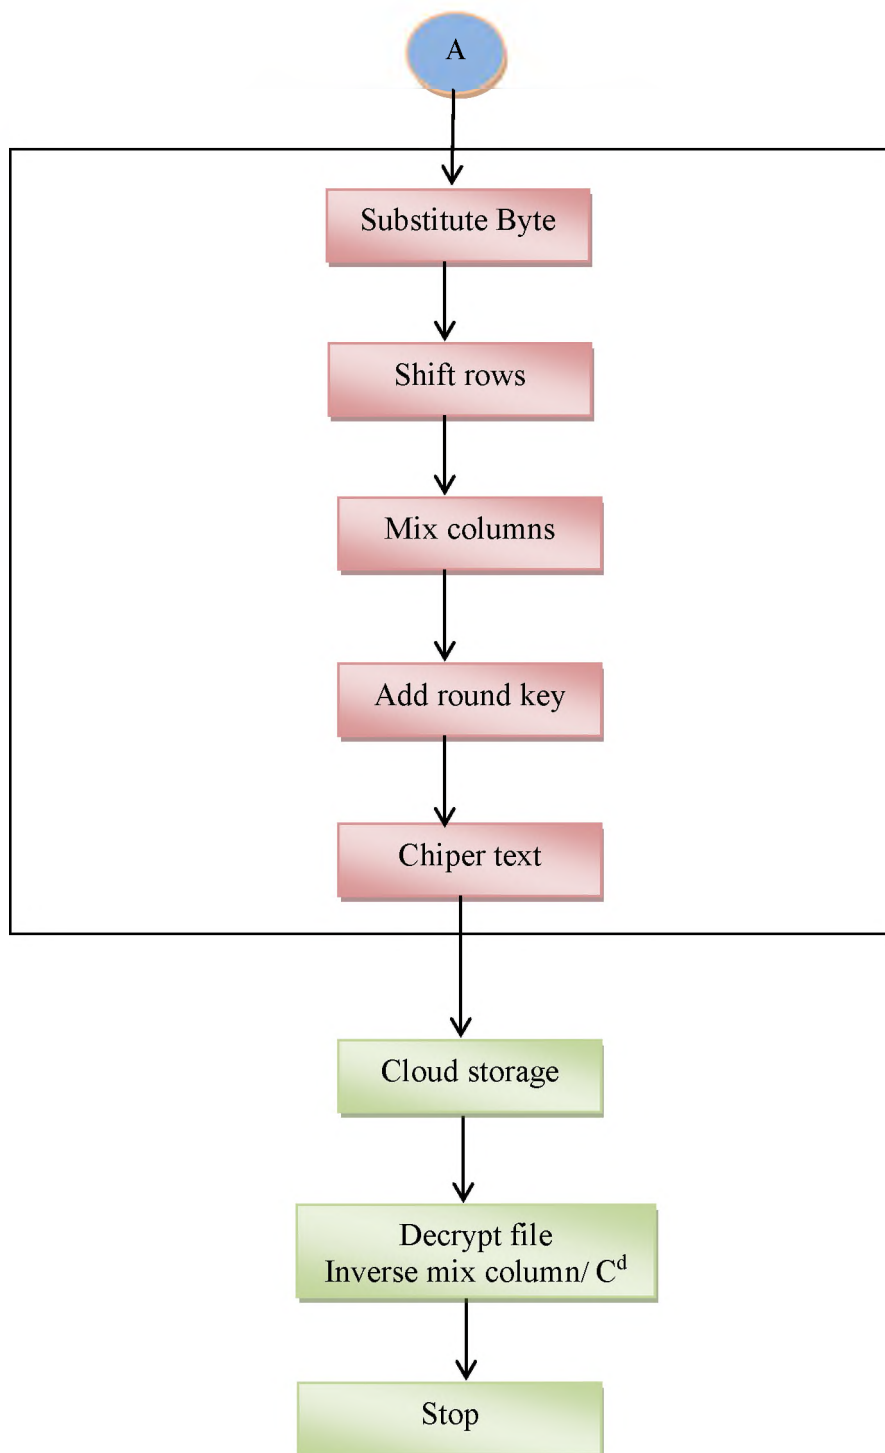 A
Substitute Byte
Shift rows
Mix columns
Add round key
Chiper text
Cloud storage
Decrypt file
Inverse mix column/ C^d
Stop